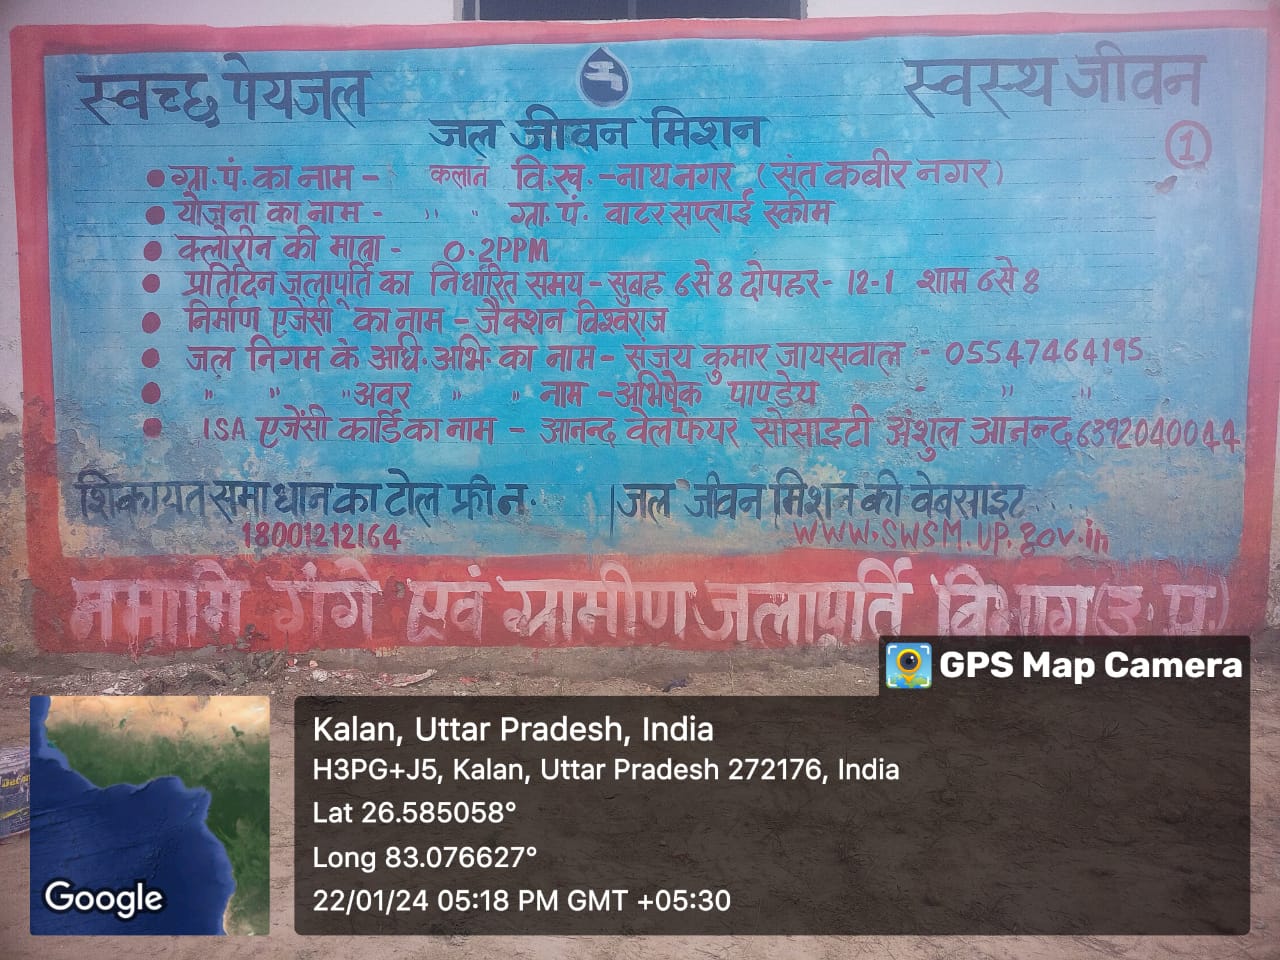 स्वच्छ पेयजल
स्वस्थ जीवन
जल जीवन मिशन
1
• ग्रा.पं. का नाम - कलान वि.ख. - नाथनगर (संत कबीर नगर)
• योजना का नाम - " " ग्रा.पं. वाटर सप्लाई स्कीम
• क्लोरीन की मात्रा - 0.2PPM
• प्रतिदिन जलापूर्ति का निर्धारित समय - सुबह 6 से 8 दोपहर - 12-1 शाम 6 से 8
• निर्माण एजेंसी का नाम - जैक्शन विश्वराज
• जल निगम के अधि. अभि. का नाम - संजय कुमार जायसवाल - 05547464195
• " " " अवर " " नाम - अभिषेक पाण्डेय - " "
• ISA एजेंसी कार्डि का नाम - आनन्द वेलफेयर सोसाइटी अंशुल आनन्द 6392040044
शिकायत समाधान का टोल फ्री न. | जल जीवन मिशन की वेबसाइट...
18001212164 www.SWSM.UP.gov.in
नमामि गंगे एवं ग्रामीण जलापूर्ति विभाग (उ.प्र.)
GPS Map Camera
Kalan, Uttar Pradesh, India
H3PG+J5, Kalan, Uttar Pradesh 272176, India
Lat 26.585058°
Long 83.076627°
22/01/24 05:18 PM GMT +05:30
Google